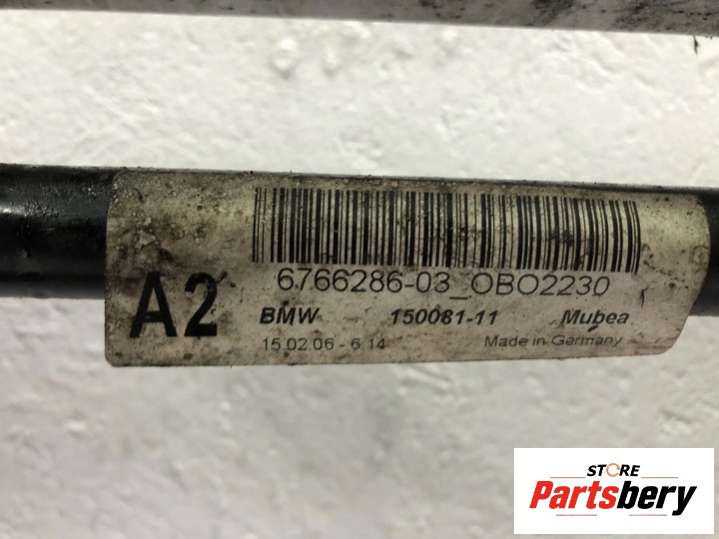 A2
6766286-03_OBO2230
BMW 150081-11 Mubea
15.02.06 - 6.14 Made in Germany
STORE
Partsbery